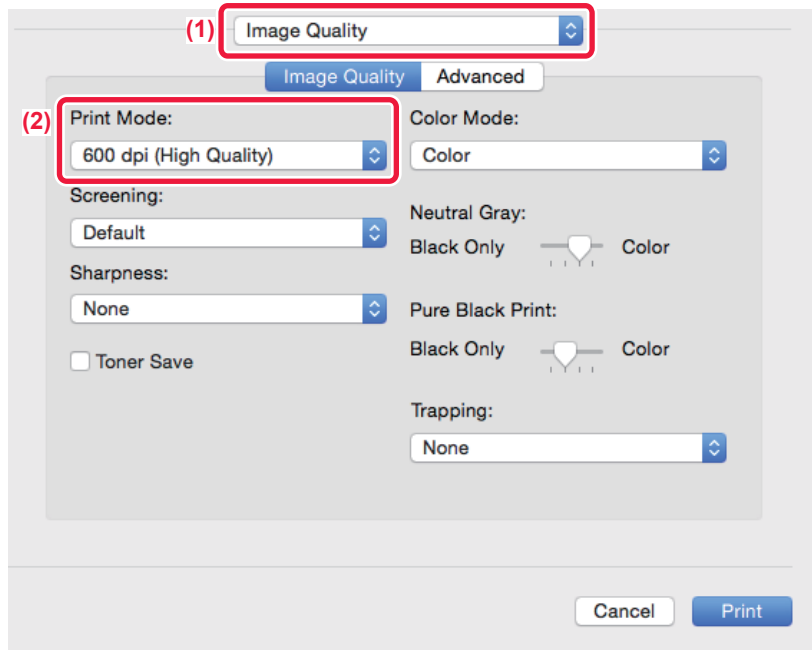 (1)
Image Quality
Image Quality Advanced
(2)
Print Mode:
600 dpi (High Quality)
Screening:
Default
Sharpness:
None
Toner Save
Color Mode:
Color
Neutral Gray:
Black Only Color
Pure Black Print:
Black Only Color
Trapping:
None
Cancel Print